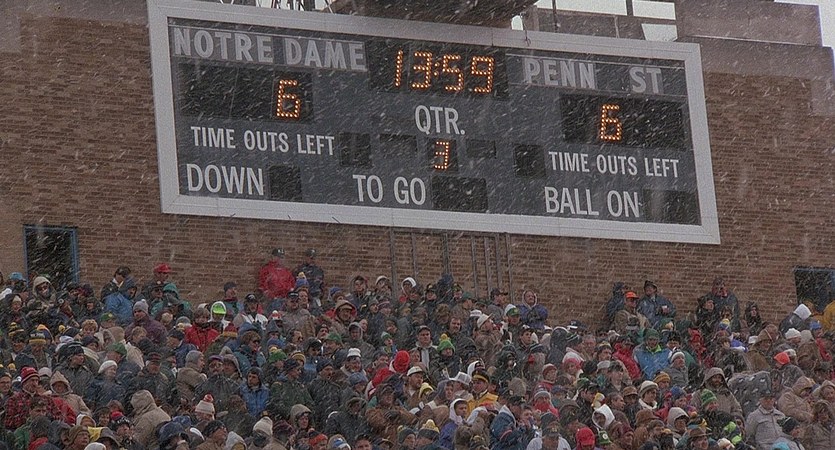 NOTRE DAME 13:59 PENN ST
6 QTR. 6
TIME OUTS LEFT 3 TIME OUTS LEFT
DOWN TO GO BALL ON